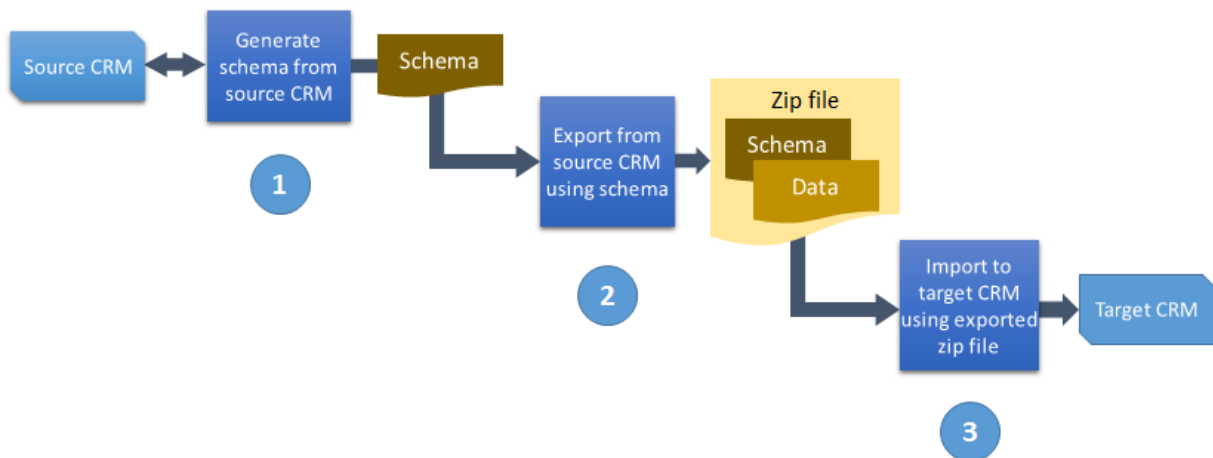 Source CRM
Generate
schema from
source CRM
Schema
1
Export from
source CRM
using schema
2
Zip file
Schema
Data
Import to
target CRM
using exported
zip file
3
Target CRM